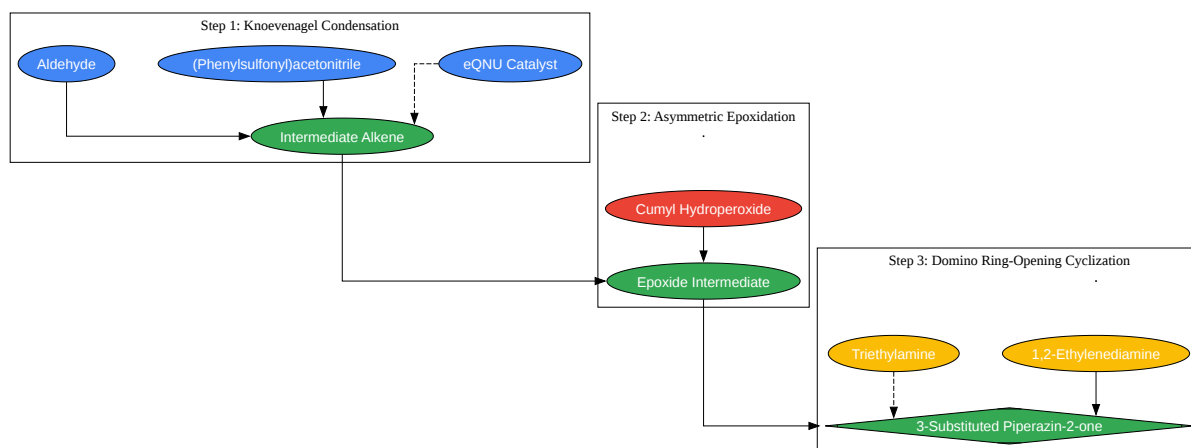 Step 1: Knoevenagel Condensation
Aldehyde
(Phenylsulfonyl)acetonitrile
eQNU Catalyst
Intermediate Alkene
Step 2: Asymmetric Epoxidation
.
Cumyl Hydroperoxide
Epoxide Intermediate
Step 3: Domino Ring-Opening Cyclization
.
Triethylamine
1,2-Ethylenediamine
3-Substituted Piperazin-2-one